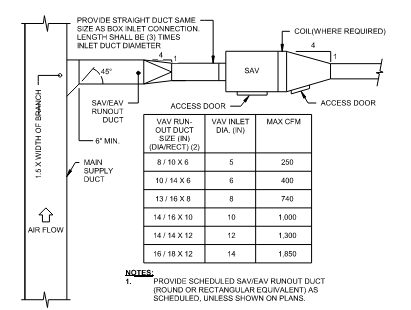 PROVIDE STRAIGHT DUCT SAME
SIZE AS BOX INLET CONNECTION.
LENGTH SHALL BE (3) TIMES
INLET DUCT DIAMETER
COIL(WHERE REQUIRED)
4
1
4
1
45°
SAV
SAV/EAV
RUNOUT
DUCT
ACCESS DOOR
ACCESS DOOR
1.5 X WIDTH OF BRANCH
6" MIN.
MAIN
SUPPLY
DUCT
AIR FLOW
VAV RUN-
OUT DUCT
SIZE (IN)
(DIA/RECT) (2)
VAV INLET
DIA. (IN)
MAX CFM
8 / 10 X 6 5 250
10 / 14 X 6 6 400
13 / 16 X 8 8 740
14 / 16 X 10 10 1,000
14 / 14 X 12 12 1,300
16 / 18 X 12 14 1,850
NOTES:
1. PROVIDE SCHEDULED SAV/EAV RUNOUT DUCT
(ROUND OR RECTANGULAR EQUIVALENT) AS
SCHEDULED, UNLESS SHOWN ON PLANS.